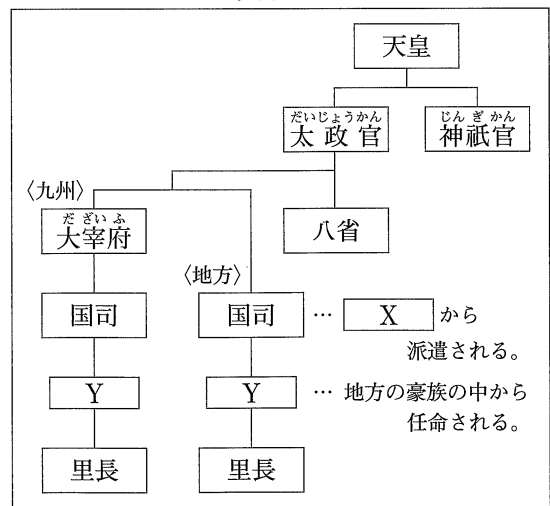 天皇
だいじょうかん
太政官
じんぎかん
神祇官
〈九州〉
だざいふ
大宰府
八省
〈地方〉
国司
国司
… X から
派遣される。
Y
Y
… 地方の豪族の中から
任命される。
里長
里長